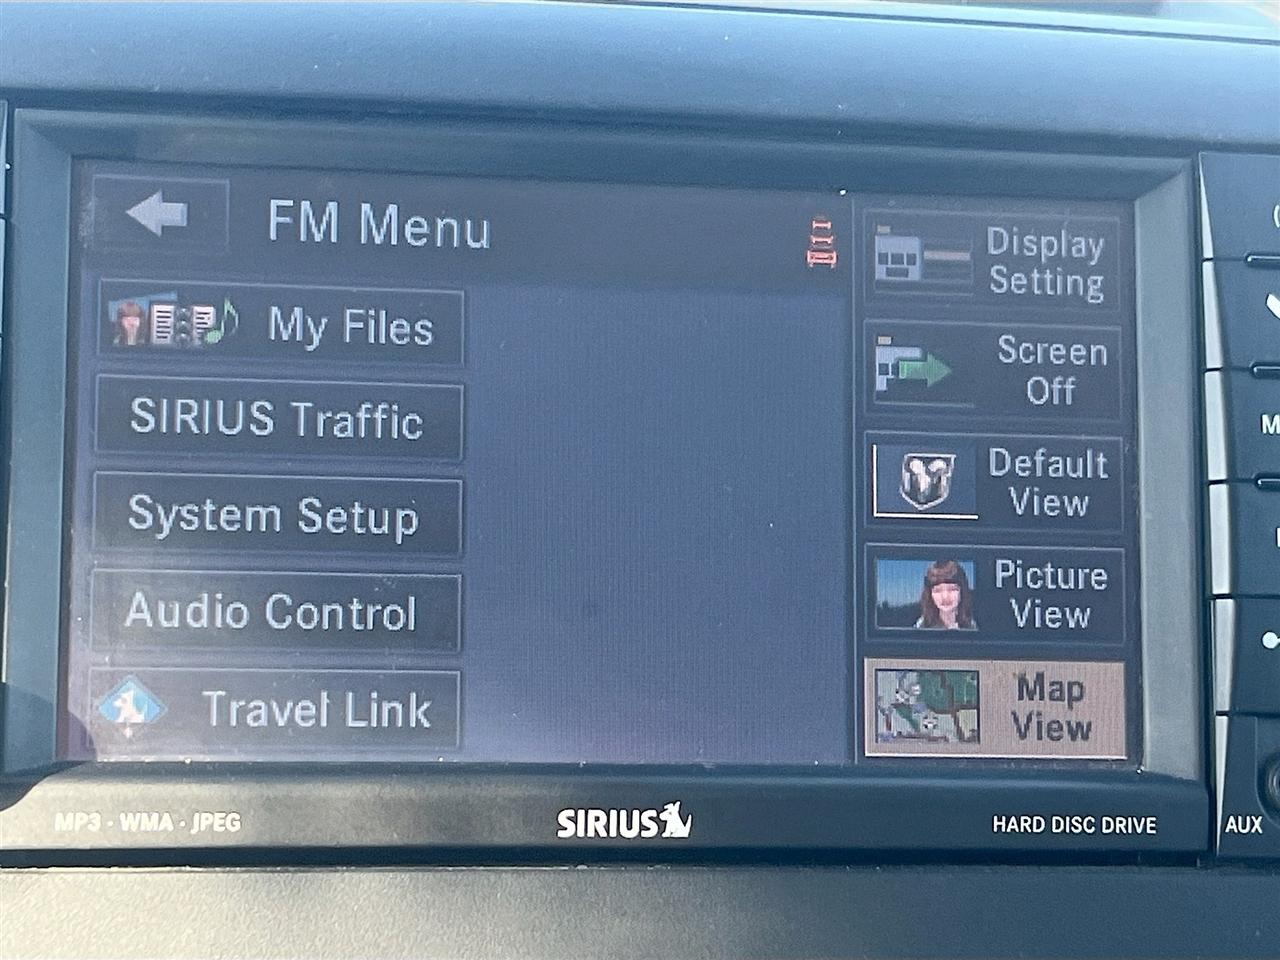 FM Menu
My Files
SIRIUS Traffic
System Setup
Audio Control
Travel Link
Display
Setting
Screen
Off
Default
View
Picture
View
Map
View
MP3 · WMA · JPEG
SIRIUS
HARD DISC DRIVE
AUX